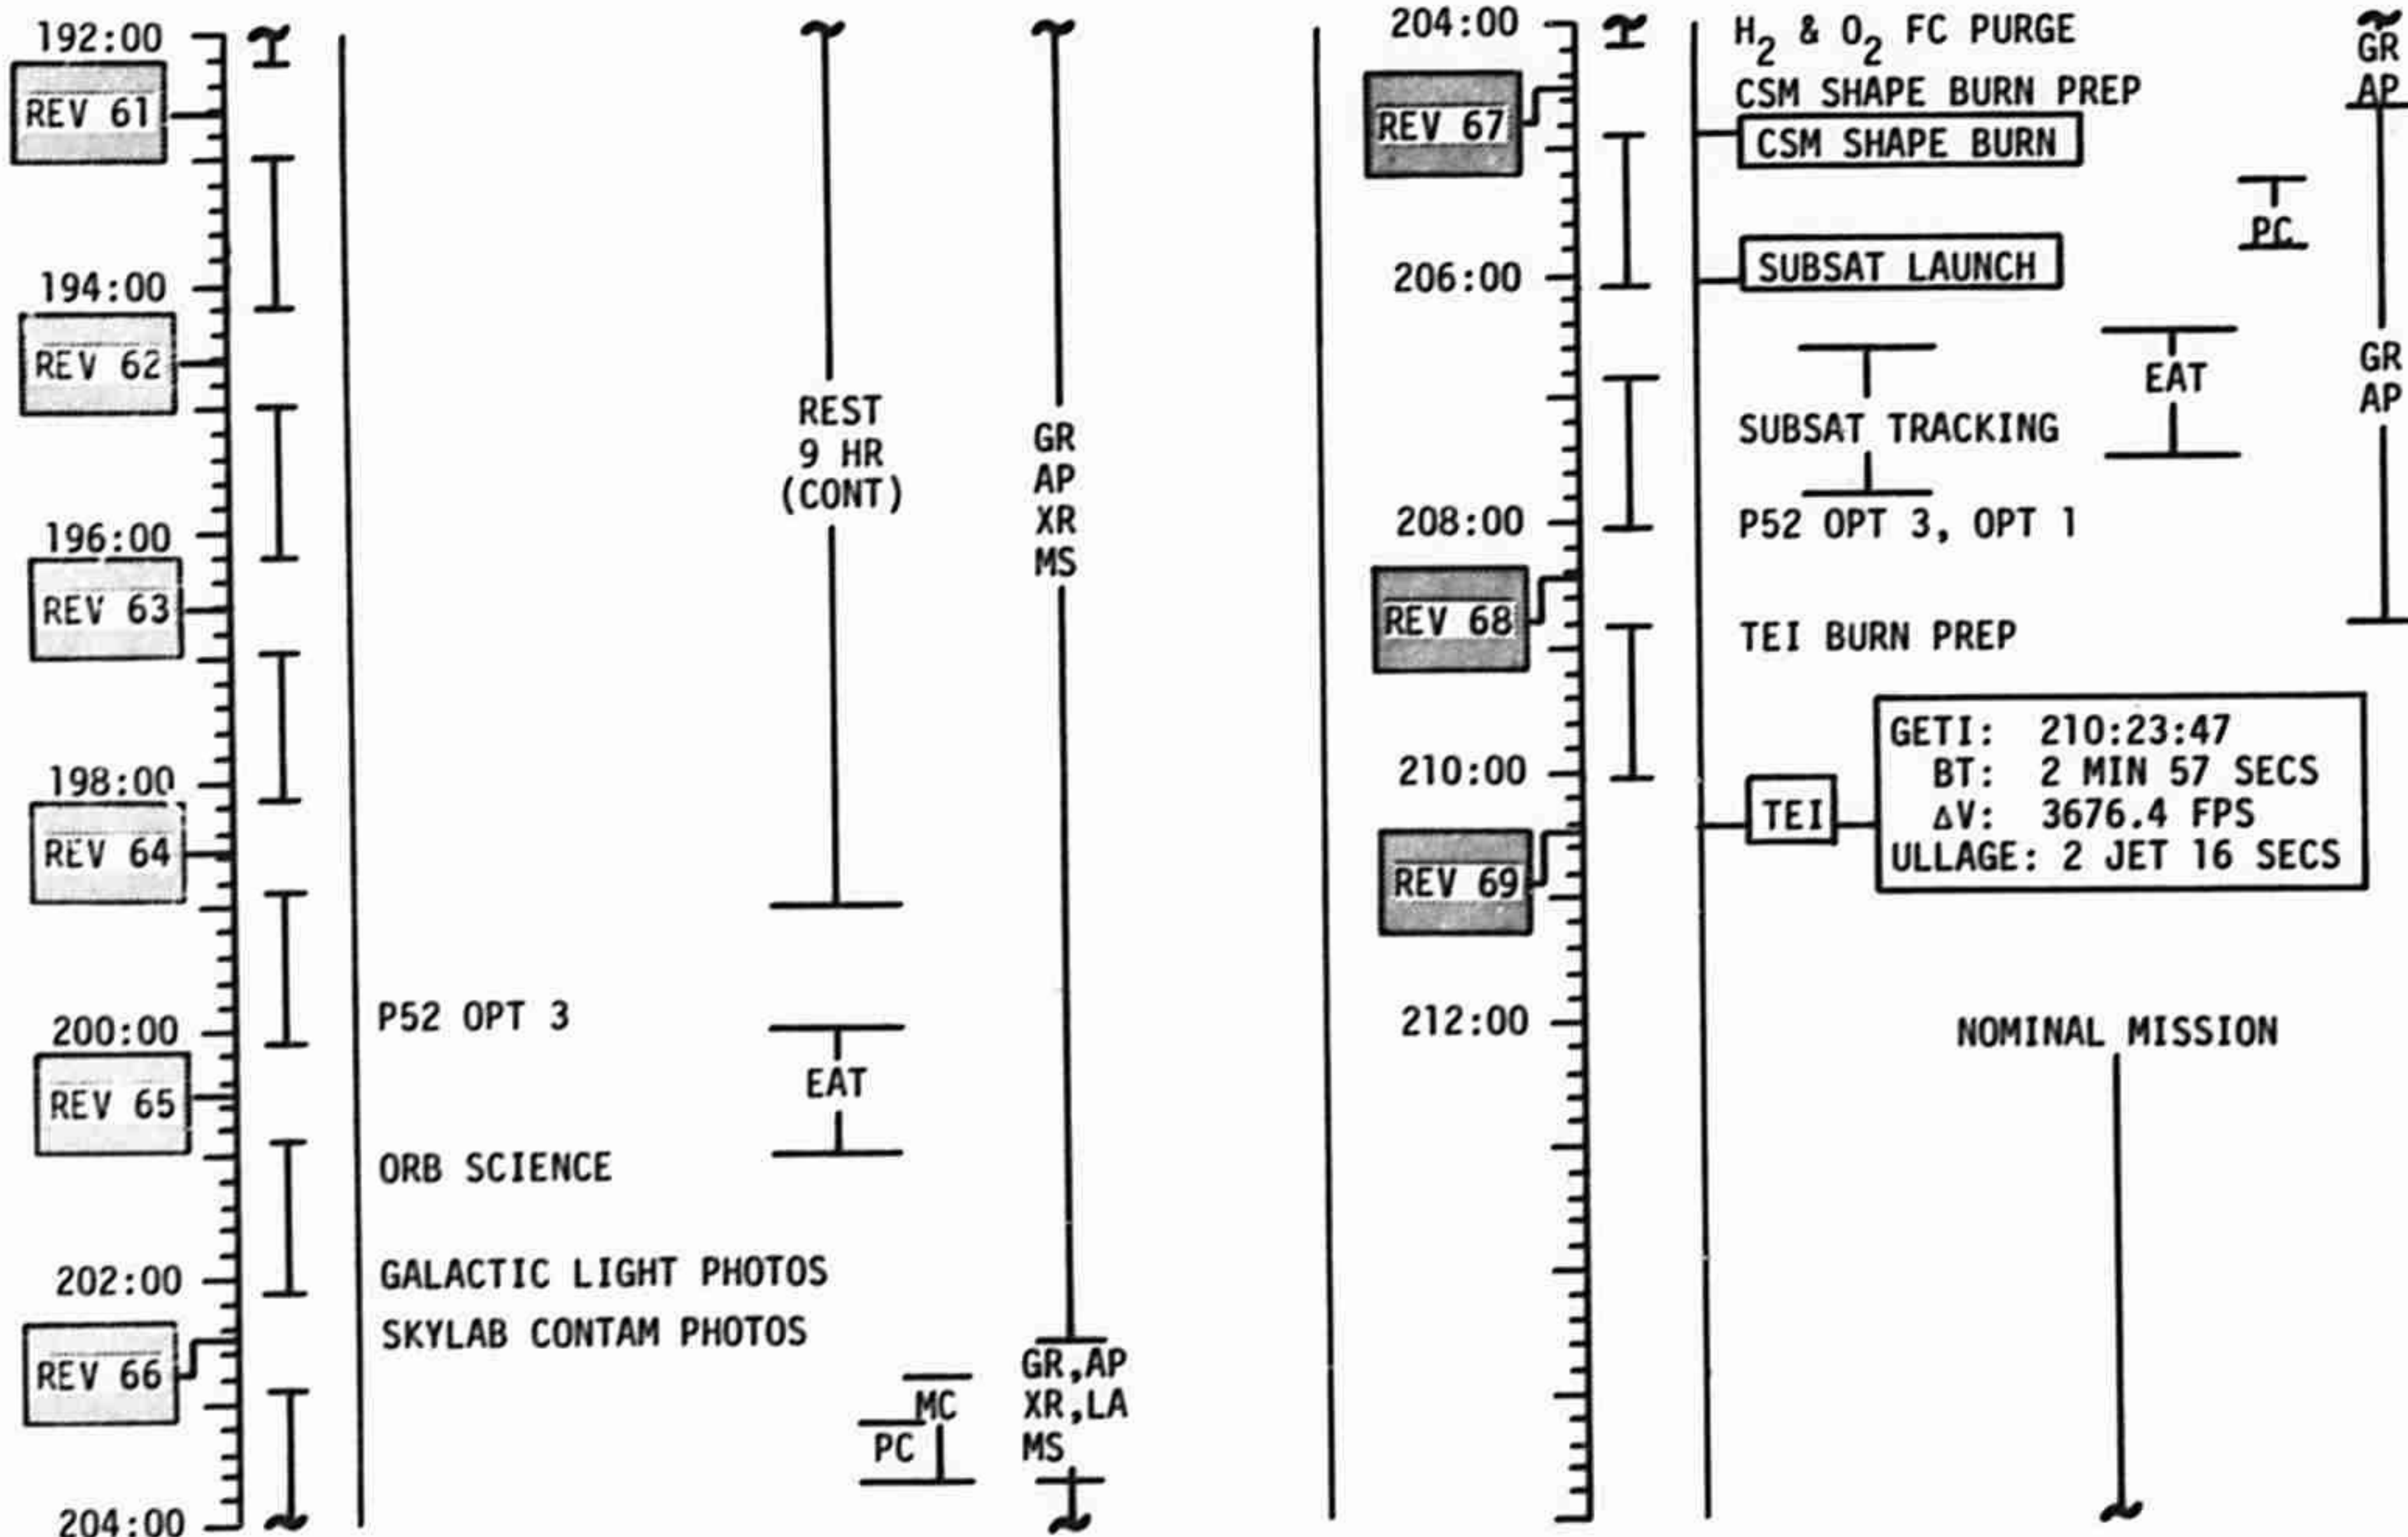 192:00
REV 61
194:00
REV 62
REST
9 HR
(CONT)
GR
AP
XR
MS
196:00
REV 63
198:00
REV 64
P52 OPT 3
200:00
EAT
REV 65
ORB SCIENCE
GALACTIC LIGHT PHOTOS
202:00
SKYLAB CONTAM PHOTOS
REV 66
GR,AP
MC
XR,LA
PC
MS
204:00
204:00
H₂ & O₂ FC PURGE
GR
AP
CSM SHAPE BURN PREP
REV 67
CSM SHAPE BURN
PC
206:00
SUBSAT LAUNCH
EAT
GR
AP
SUBSAT TRACKING
208:00
P52 OPT 3, OPT 1
REV 68
TEI BURN PREP
GETI: 210:23:47
BT: 2 MIN 57 SECS
ΔV: 3676.4 FPS
ULLAGE: 2 JET 16 SECS
210:00
TEI
REV 69
212:00
NOMINAL MISSION